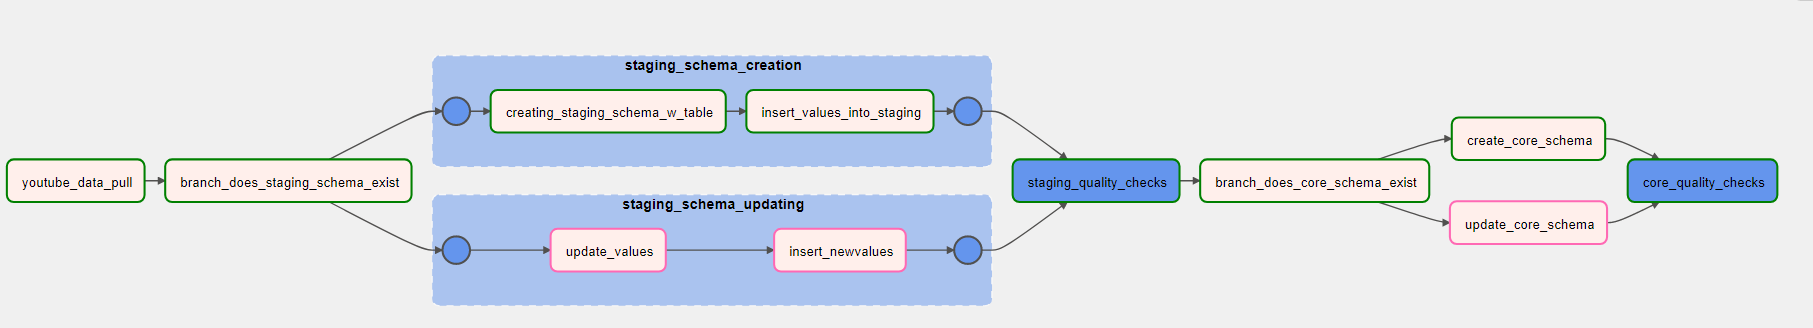 youtube_data_pull
branch_does_staging_schema_exist
staging_schema_creation
creating_staging_schema_w_table
insert_values_into_staging
staging_schema_updating
update_values
insert_newvalues
staging_quality_checks
branch_does_core_schema_exist
create_core_schema
update_core_schema
core_quality_checks